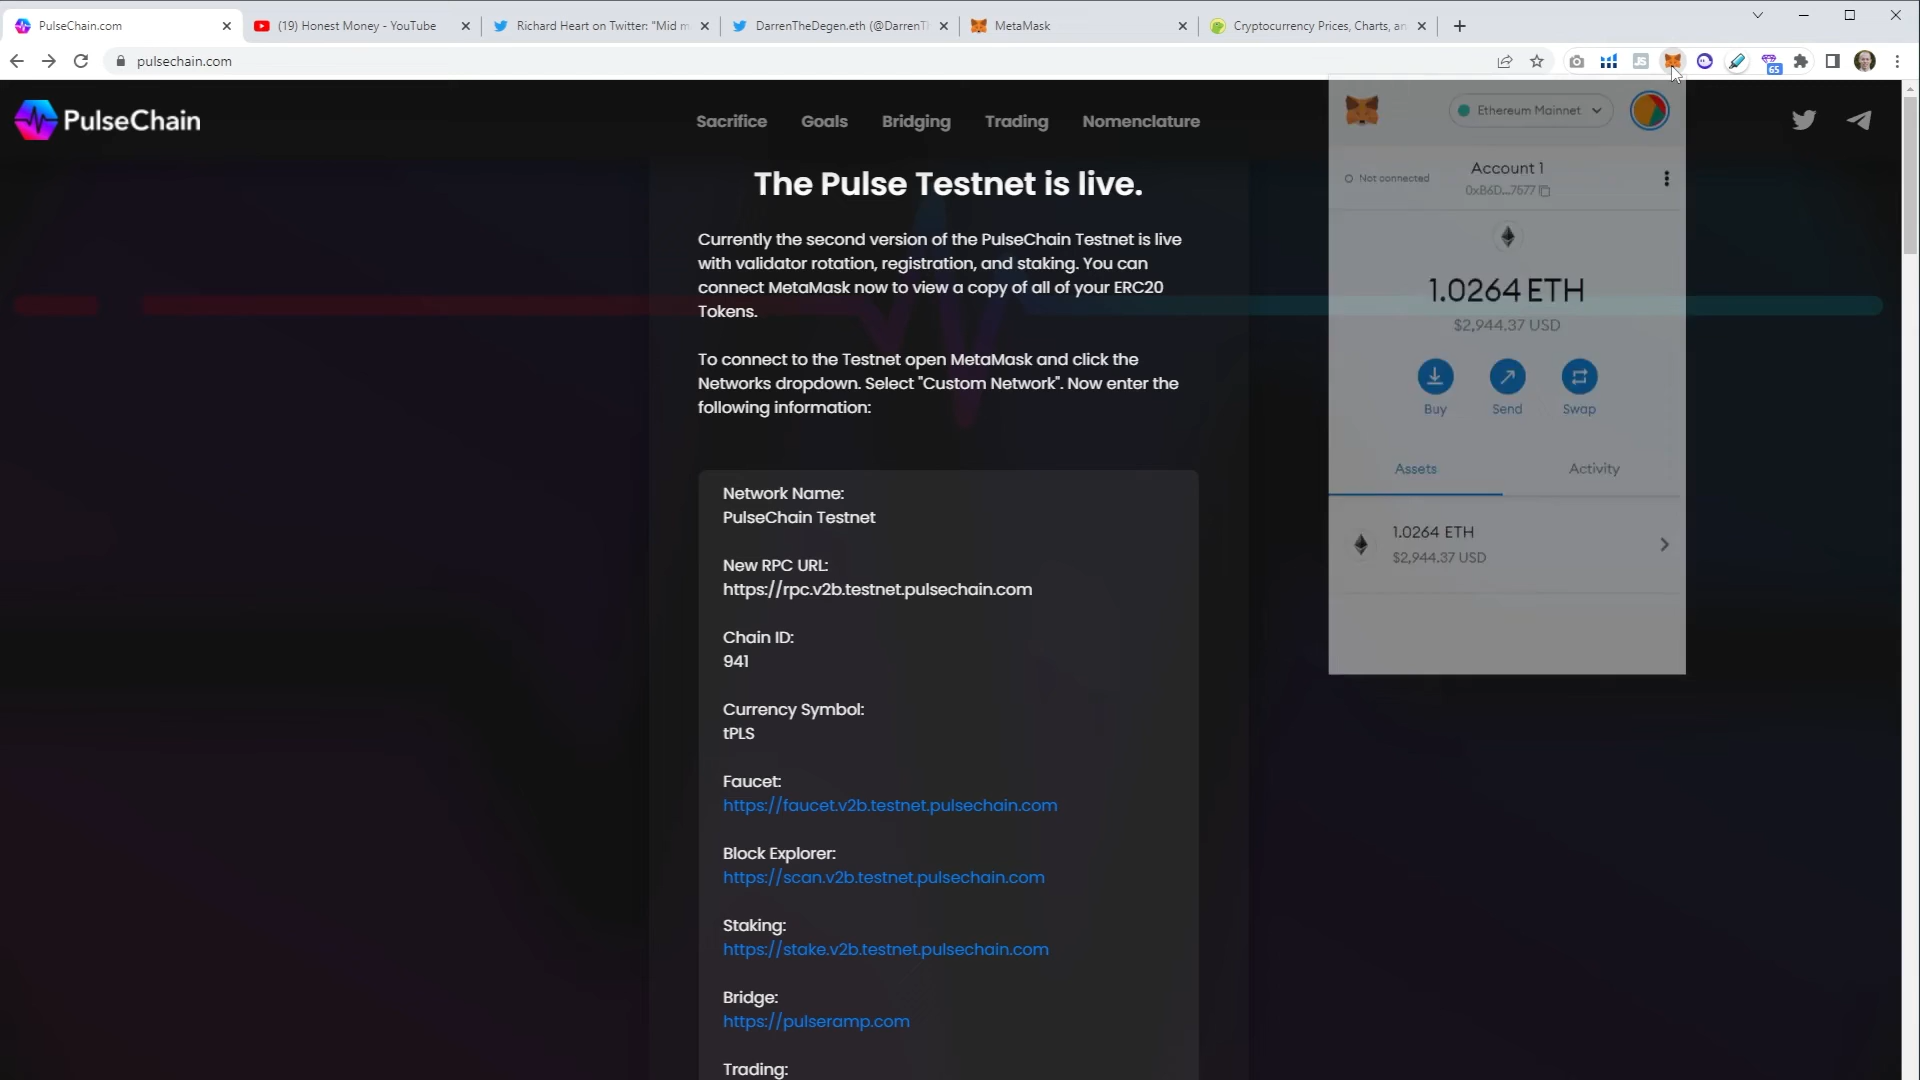 PulseChain.com
(19) Honest Money - YouTube
Richard Heart on Twitter: "Mid m
DarrenTheDegen.eth (@DarrenTh
MetaMask
Cryptocurrency Prices, Charts, an
pulsechain.com
JS
65
PulseChain
Sacrifice
Goals
Bridging
Trading
Nomenclature
The Pulse Testnet is live.
Currently the second version of the PulseChain Testnet is live
with validator rotation, registration, and staking. You can
connect MetaMask now to view a copy of all of your ERC20
Tokens.
To connect to the Testnet open MetaMask and click the
Networks dropdown. Select "Custom Network". Now enter the
following information:
Network Name:
PulseChain Testnet
New RPC URL:
https://rpc.v2b.testnet.pulsechain.com
Chain ID:
941
Currency Symbol:
tPLS
Faucet:
https://faucet.v2b.testnet.pulsechain.com
Block Explorer:
https://scan.v2b.testnet.pulsechain.com
Staking:
https://stake.v2b.testnet.pulsechain.com
Bridge:
https://pulseramp.com
Trading:
Ethereum Mainnet
Not connected
Account 1
0xB6D...7677
1.0264 ETH
$2,944.37 USD
Buy
Send
Swap
Assets
Activity
1.0264 ETH
$2,944.37 USD